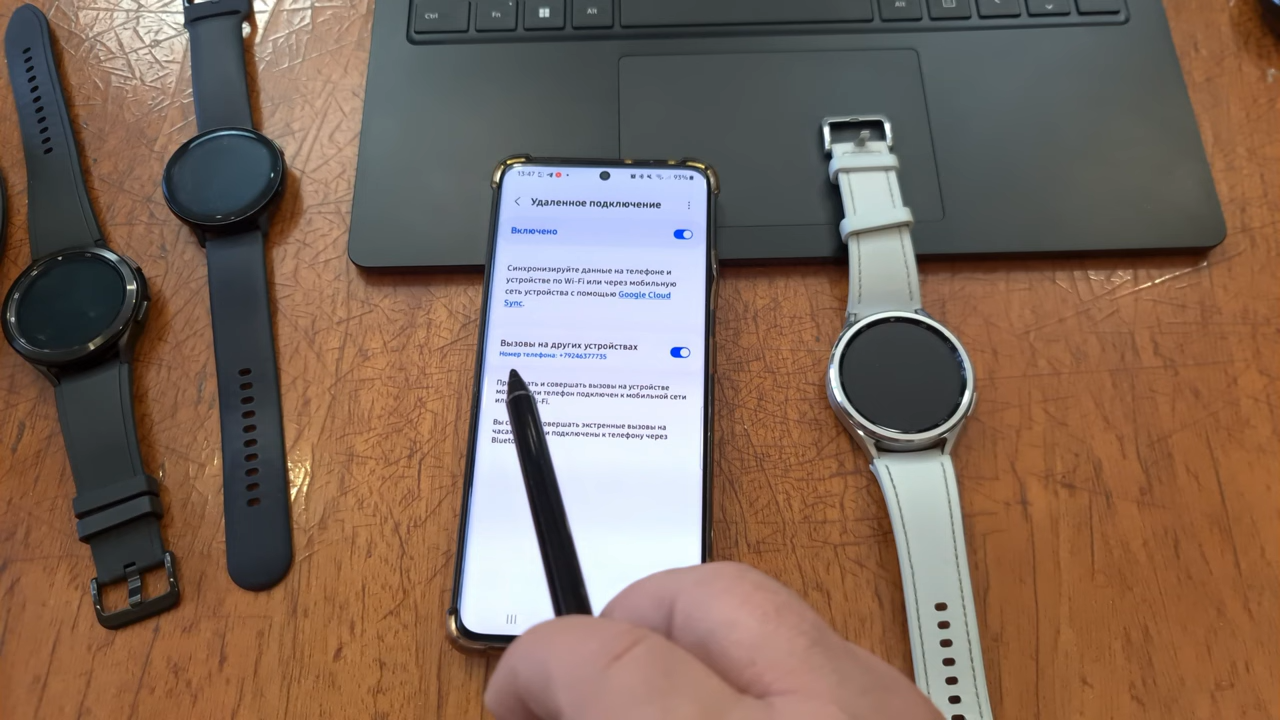 Ctrl
Fn
Alt
Alt
13:47
93%
Удаленное подключение
Включено
Синхронизируйте данные на телефоне и
устройстве по Wi-Fi или через мобильную
сеть устройства с помощью Google Cloud
Sync.
Вызовы на других устройствах
Номер телефона: +79246377735
и совершать вызовы на устройстве
телефон подключен к мобильной сети
или
Вы совершать экстренные вызовы на
подключены к телефону через